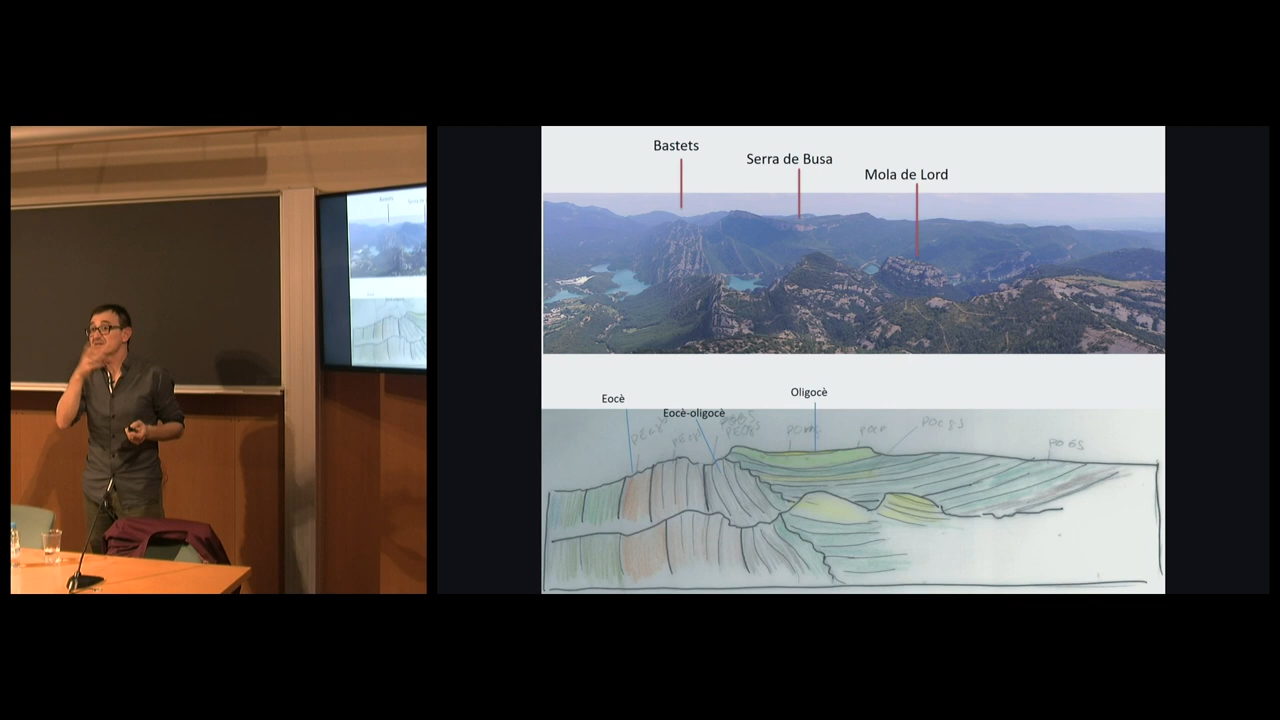 Bastets
Serra de Busa
Mola de Lord
Eocè
Eocè-oligocè
Oligocè